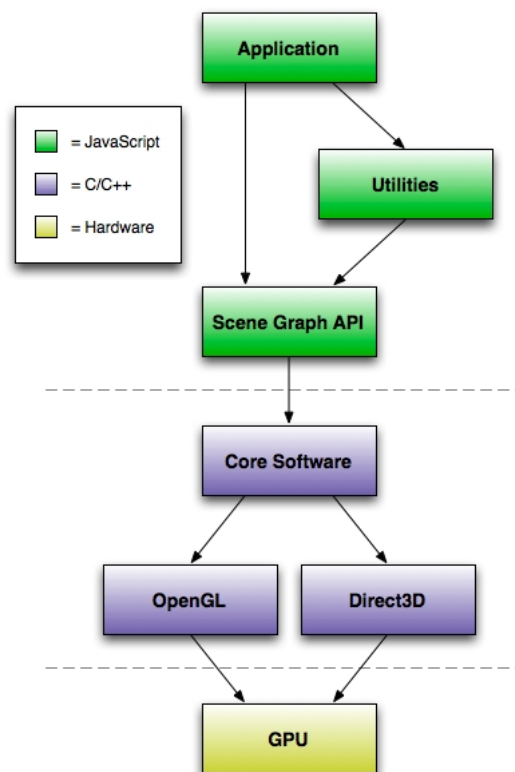 Application
= JavaScript
= C/C++
= Hardware
Utilities
Scene Graph API
Core Software
OpenGL
Direct3D
GPU